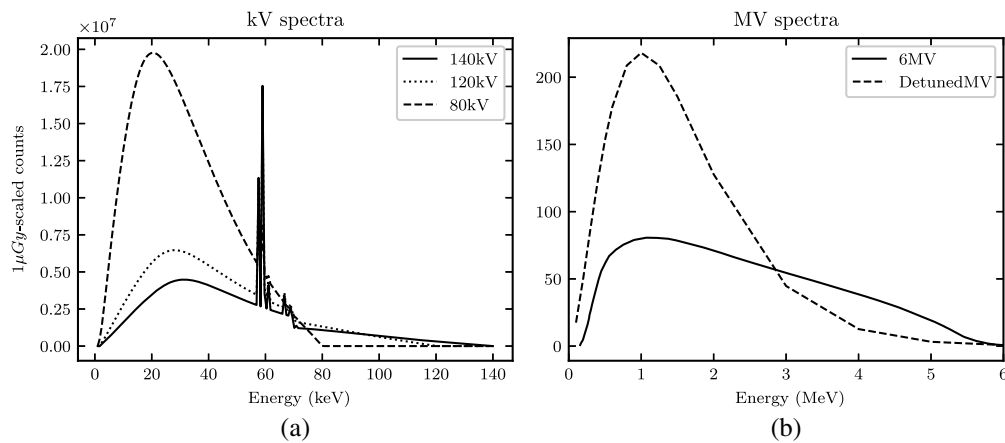 kV spectra
×10⁷
2.00
1.75
1.50
1.25
1.00
0.75
0.50
0.25
0.00
1μGy-scaled counts
140kV
120kV
80kV
0 20 40 60 80 100 120 140
Energy (keV)
(a)
MV spectra
200
150
100
50
0
6MV
DetunedMV
0 1 2 3 4 5 6
Energy (MeV)
(b)